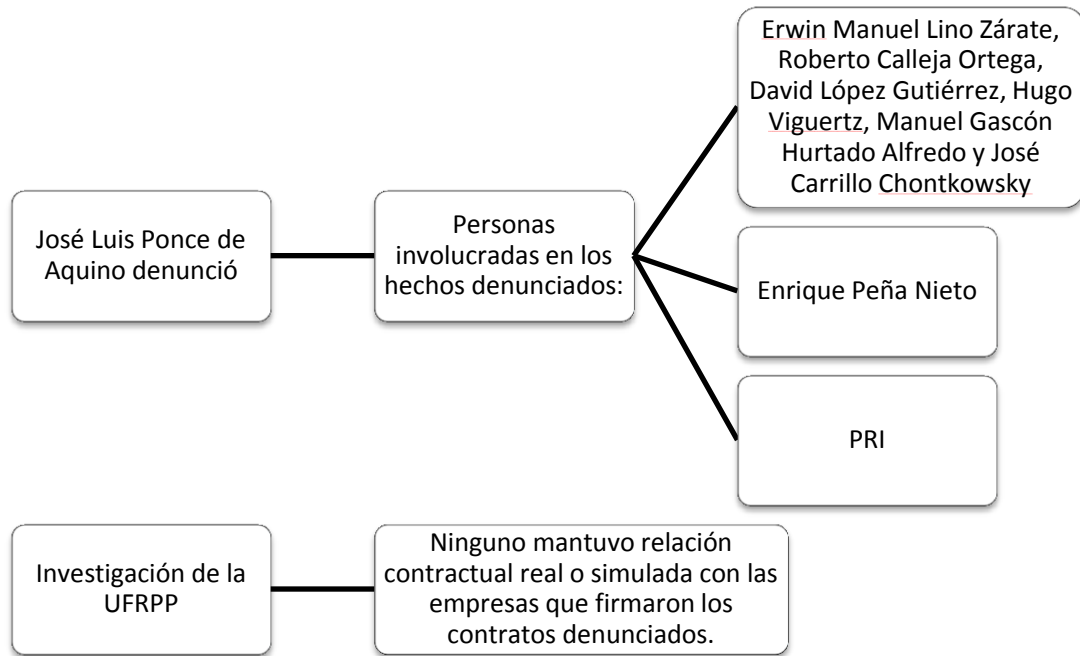 José Luis Ponce de
Aquino denunció
Personas
involucradas en los
hechos denunciados:
Erwin Manuel Lino Zárate,
Roberto Calleja Ortega,
David López Gutiérrez, Hugo
Viguertz, Manuel Gascón
Hurtado Alfredo y José
Carrillo Chontkowsky
Enrique Peña Nieto
PRI
Investigación de la
UFRPP
Ninguno mantuvo relación
contractual real o simulada con las
empresas que firmaron los
contratos denunciados.